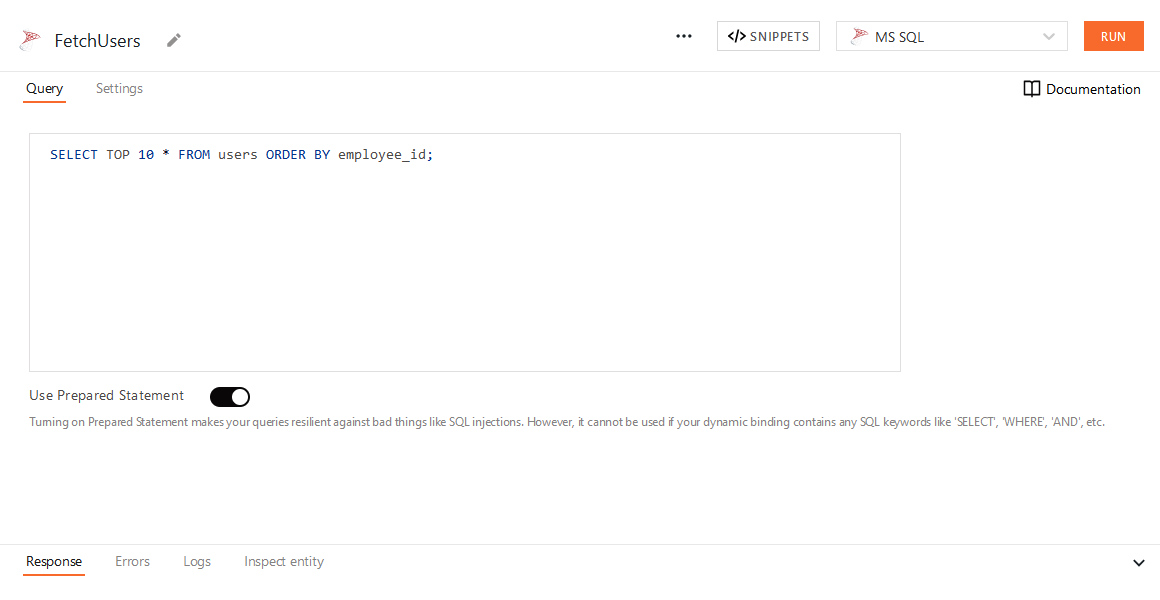 FetchUsers
</> SNIPPETS
MS SQL
RUN
Query
Settings
Documentation
SELECT TOP 10 * FROM users ORDER BY employee_id;
Use Prepared Statement
Turning on Prepared Statement makes your queries resilient against bad things like SQL injections. However, it cannot be used if your dynamic binding contains any SQL keywords like 'SELECT', 'WHERE', 'AND', etc.
Response
Errors
Logs
Inspect entity